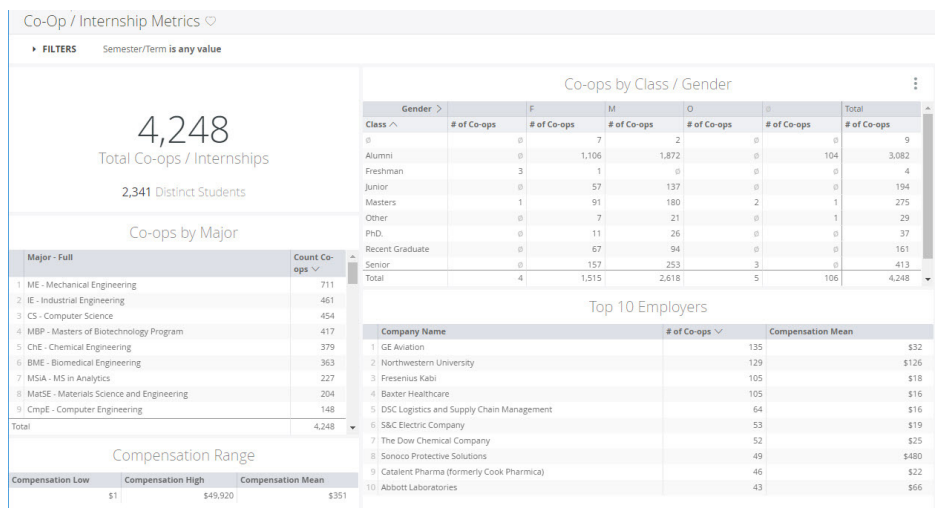 Co-Op / Internship Metrics
FILTERS Semester/Term is any value
4,248
Total Co-ops / Internships
2,341 Distinct Students
Co-ops by Major
Major - Full Count Co-ops
1 ME - Mechanical Engineering 711
2 IE - Industrial Engineering 461
3 CS - Computer Science 454
4 MBP - Masters of Biotechnology Program 417
5 ChE - Chemical Engineering 379
6 BME - Biomedical Engineering 363
7 MSiA - MS in Analytics 227
8 MatSE - Materials Science and Engineering 204
9 CmpE - Computer Engineering 148
Total 4,248
Compensation Range
Compensation Low Compensation High Compensation Mean
$1 $49,920 $351
Co-ops by Class / Gender
Gender F M O ∅ Total
Class # of Co-ops # of Co-ops # of Co-ops # of Co-ops # of Co-ops # of Co-ops
∅ ∅ 7 2 ∅ ∅ 9
Alumni ∅ 1,106 1,872 ∅ 104 3,082
Freshman 3 1 ∅ ∅ ∅ 4
Junior ∅ 57 137 ∅ ∅ 194
Masters 1 91 180 2 1 275
Other ∅ 7 21 ∅ 1 29
PhD. ∅ 11 26 ∅ ∅ 37
Recent Graduate ∅ 67 94 ∅ ∅ 161
Senior ∅ 157 253 3 ∅ 413
Total 4 1,515 2,618 5 106 4,248
Top 10 Employers
Company Name # of Co-ops Compensation Mean
1 GE Aviation 135 $32
2 Northwestern University 129 $126
3 Fresenius Kabi 105 $18
4 Baxter Healthcare 105 $16
5 DSC Logistics and Supply Chain Management 64 $16
6 S&C Electric Company 53 $19
7 The Dow Chemical Company 52 $25
8 Sonoco Protective Solutions 49 $480
9 Catalent Pharma (formerly Cook Pharmica) 46 $22
10 Abbott Laboratories 43 $66